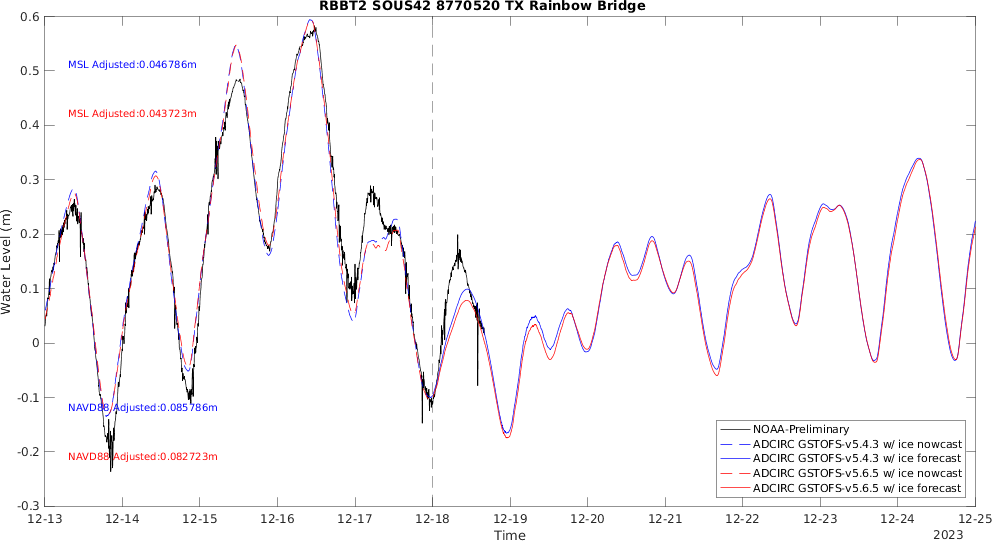 RBBT2 SOUS42 8770520 TX Rainbow Bridge
0.6
0.5
0.4
0.3
0.2
0.1
0
-0.1
-0.2
-0.3
Water Level (m)
MSL Adjusted:0.046786m
MSL Adjusted:0.043723m
NAVD88 Adjusted:0.085786m
NAVD88 Adjusted:0.082723m
NOAA-Preliminary
ADCIRC GSTOFS-v5.4.3 w/ ice nowcast
ADCIRC GSTOFS-v5.4.3 w/ ice forecast
ADCIRC GSTOFS-v5.6.5 w/ ice nowcast
ADCIRC GSTOFS-v5.6.5 w/ ice forecast
12-13 12-14 12-15 12-16 12-17 12-18 12-19 12-20 12-21 12-22 12-23 12-24 12-25
Time
2023